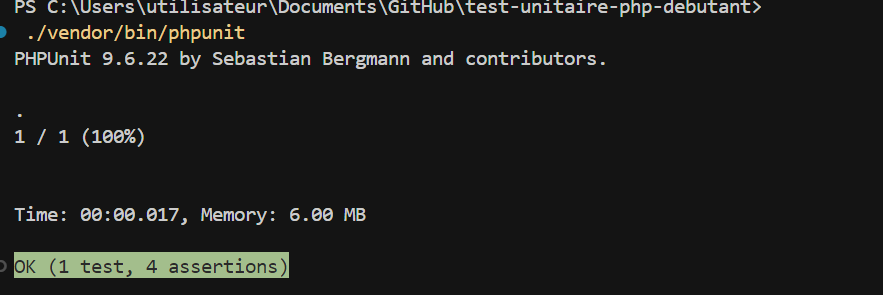 PS C:\Users\utilisateur\Documents\GitHub\test-unitaire-php-debutant>
./vendor/bin/phpunit
PHPUnit 9.6.22 by Sebastian Bergmann and contributors.
.
1 / 1 (100%)
Time: 00:00.017, Memory: 6.00 MB
OK (1 test, 4 assertions)